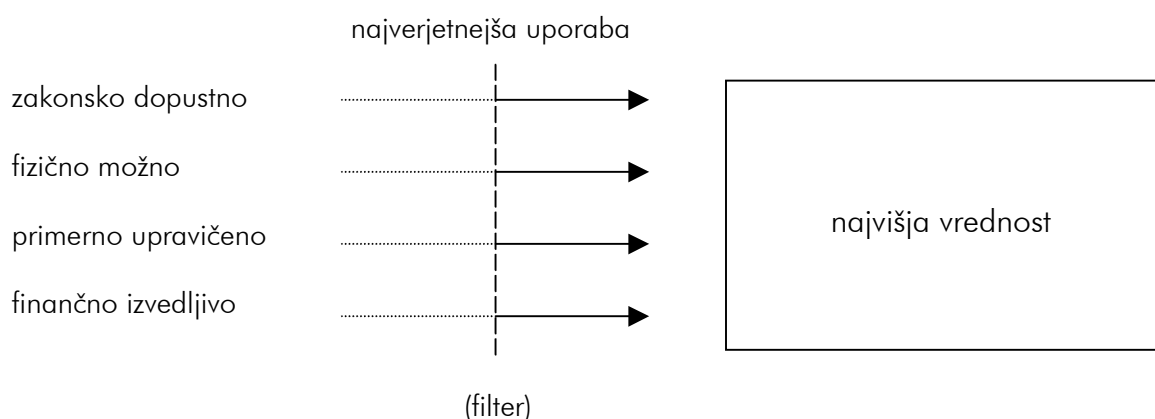 najverjetnejša uporaba
zakonsko dopustno
fizično možno
primerno upravičeno
finančno izvedljivo
najvišja vrednost
(filter)